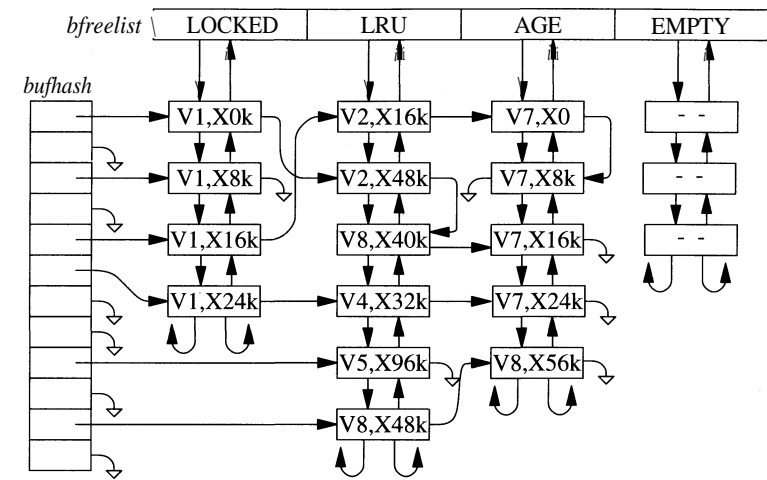 bfreelist LOCKED LRU AGE EMPTY
bufhash
V1,X0k V2,X16k V7,X0 - -
V1,X8k V2,X48k V7,X8k - -
V1,X16k V8,X40k V7,X16k - -
V1,X24k V4,X32k V7,X24k
V5,X96k V8,X56k
V8,X48k